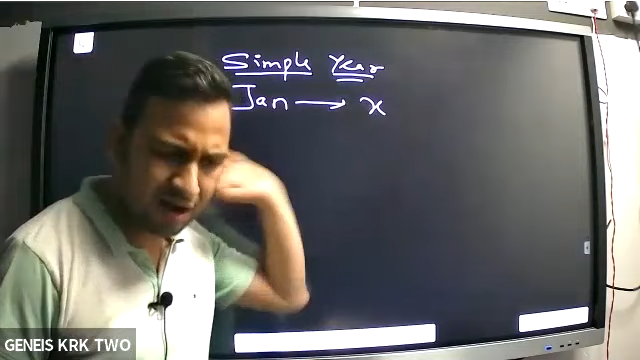 Simple Year
Jan → x
GENEIS KRK TWO